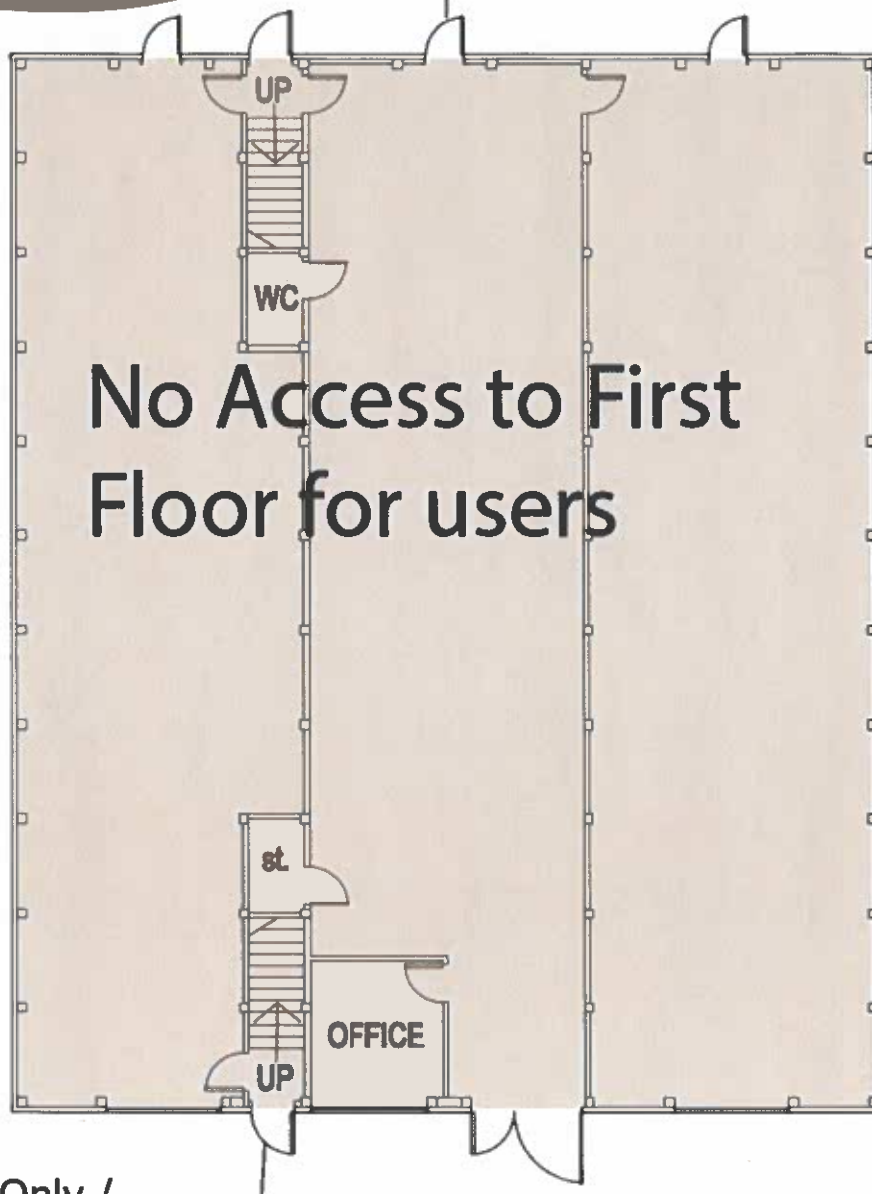 UP
WC
No Access to First
Floor for users
st.
OFFICE
UP
Only /